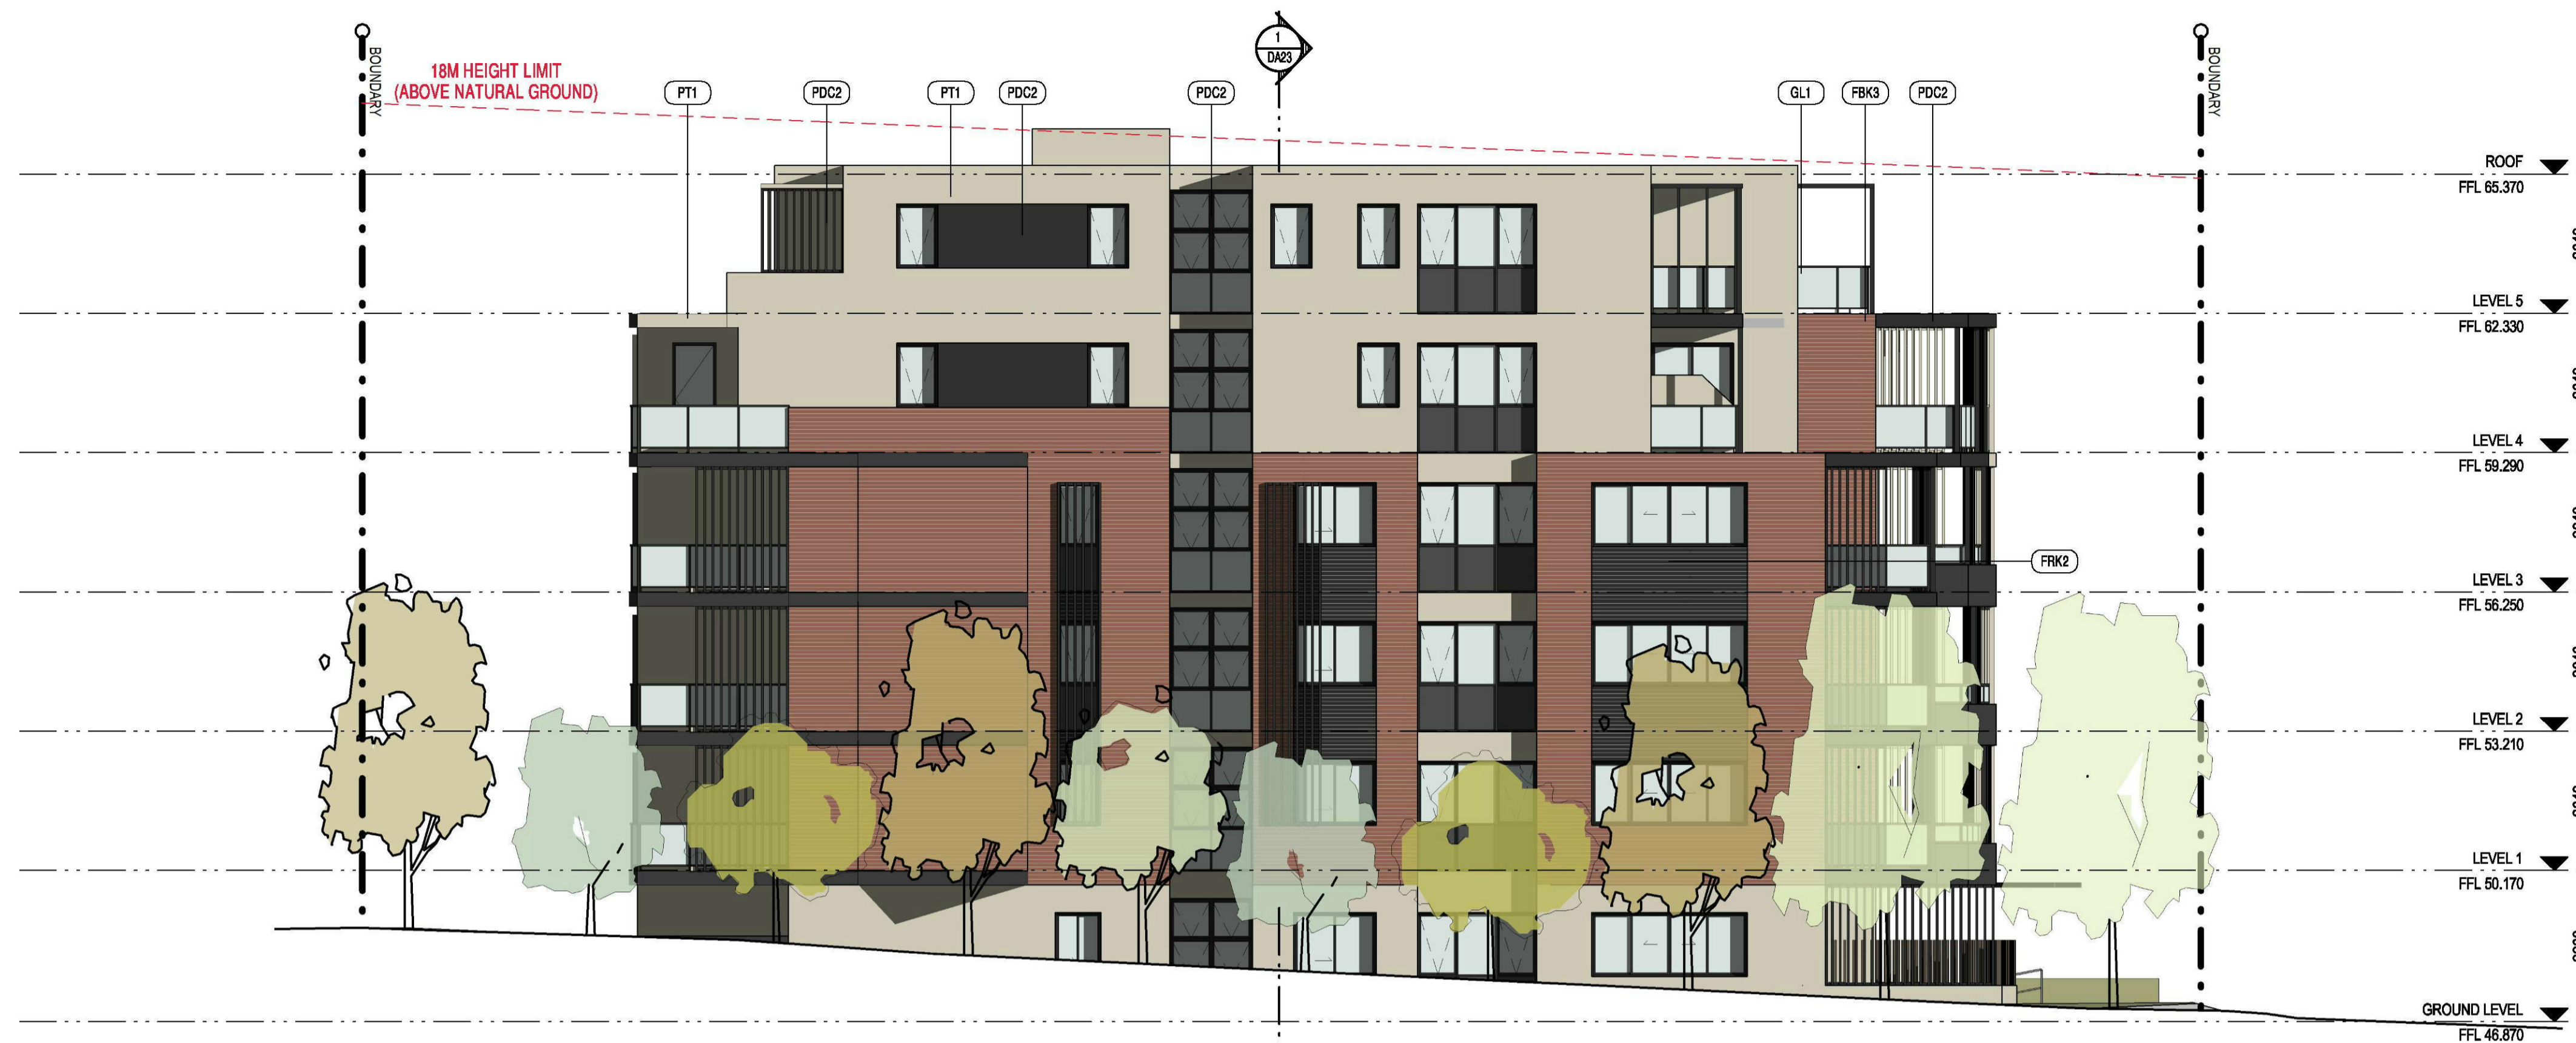 BOUNDARY
18M HEIGHT LIMIT
(ABOVE NATURAL GROUND)
PT1
PDC2
PT1
PDC2
PDC2
1
DA23
GL1
FBK3
PDC2
BOUNDARY
ROOF
FFL 65.370
LEVEL 5
FFL 62.330
LEVEL 4
FFL 59.290
FRK2
LEVEL 3
FFL 56.250
LEVEL 2
FFL 53.210
LEVEL 1
FFL 50.170
GROUND LEVEL
FFL 46.870